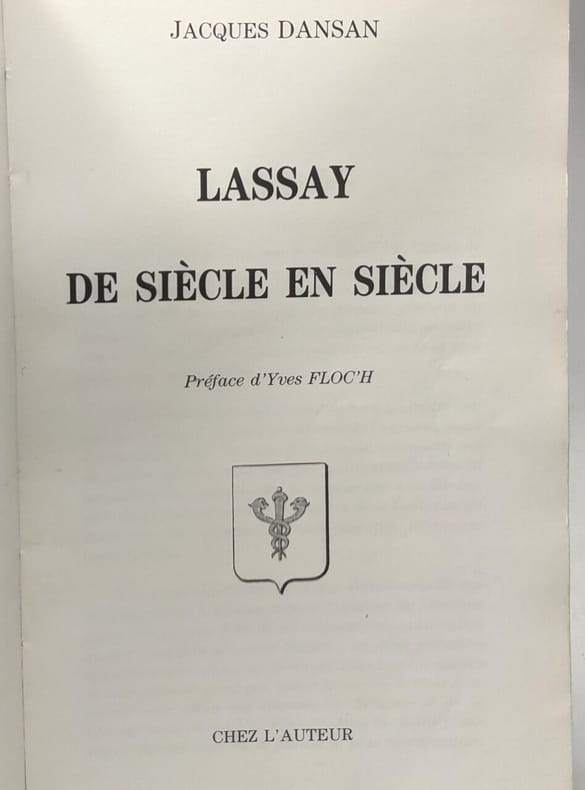 JACQUES DANSAN
LASSAY
DE SIÈCLE EN SIÈCLE
Préface d'Yves FLOC'H
CHEZ L'AUTEUR